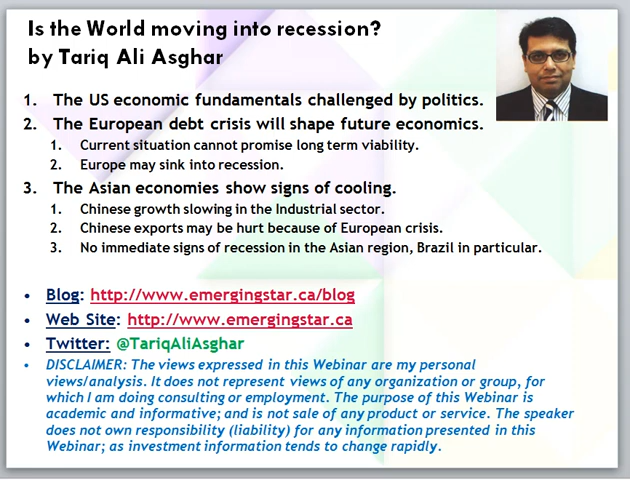 Is the World moving into recession?
by Tariq Ali Asghar
1. The US economic fundamentals challenged by politics.
2. The European debt crisis will shape future economics.
1. Current situation cannot promise long term viability.
2. Europe may sink into recession.
3. The Asian economies show signs of cooling.
1. Chinese growth slowing in the Industrial sector.
2. Chinese exports may be hurt because of European crisis.
3. No immediate signs of recession in the Asian region, Brazil in particular.
• Blog: http://www.emergingstar.ca/blog
• Web Site: http://www.emergingstar.ca
• Twitter: @TariqAliAsghar
• DISCLAIMER: The views expressed in this Webinar are my personal
views/analysis. It does not represent views of any organization or group, for
which I am doing consulting or employment. The purpose of this Webinar is
academic and informative; and is not sale of any product or service. The speaker
does not own responsibility (liability) for any information presented in this
Webinar; as investment information tends to change rapidly.